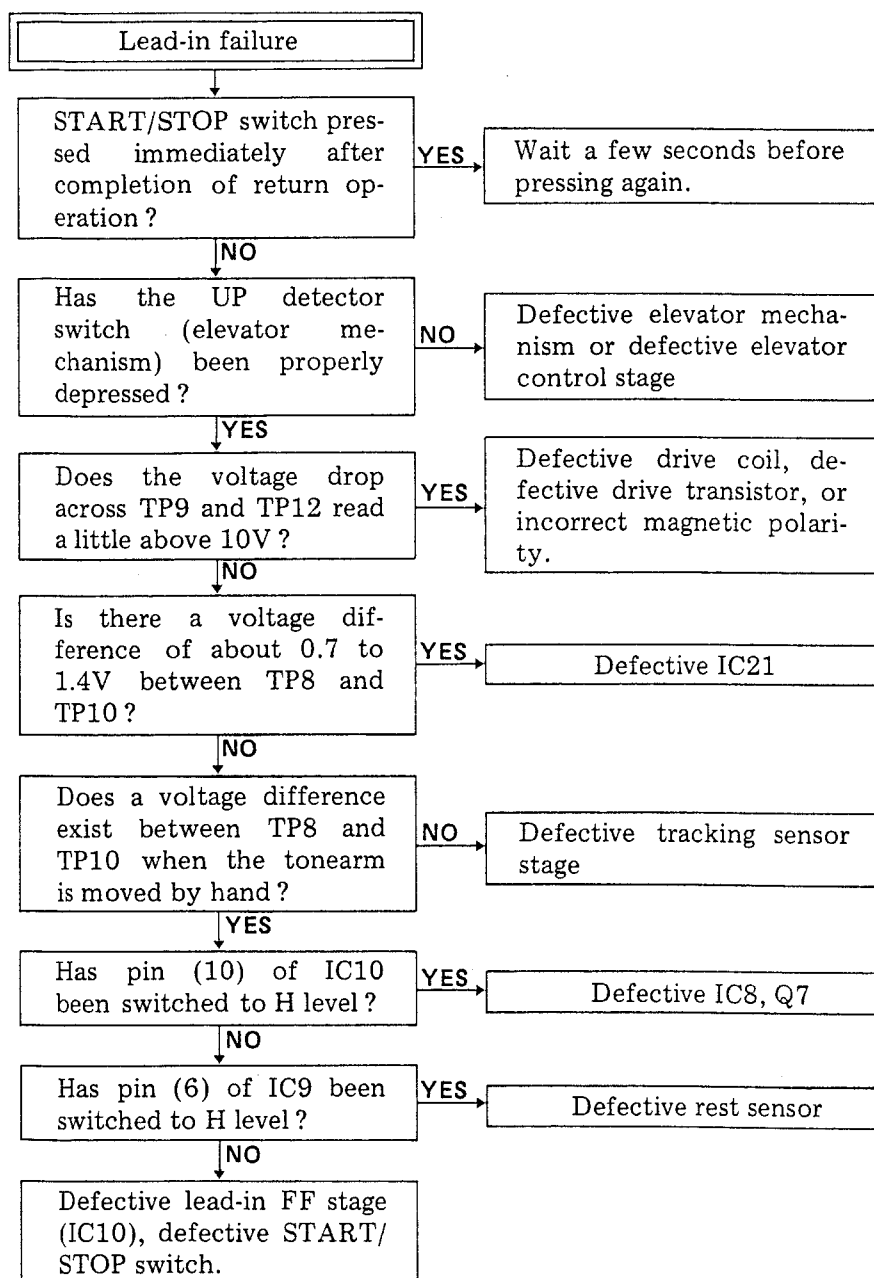 Lead-in failure
START/STOP switch pres-
sed immediately after
completion of return op-
eration ?
YES
Wait a few seconds before
pressing again.
NO
Has the UP detector
switch (elevator me-
chanism) been properly
depressed ?
NO
Defective elevator mecha-
nism or defective elevator
control stage
YES
Does the voltage drop
across TP9 and TP12 read
a little above 10V ?
YES
Defective drive coil, de-
fective drive transistor, or
incorrect magnetic polari-
ty.
NO
Is there a voltage dif-
ference of about 0.7 to
1.4V between TP8 and
TP10 ?
YES
Defective IC21
NO
Does a voltage difference
exist between TP8 and
TP10 when the tonearm
is moved by hand ?
NO
Defective tracking sensor
stage
YES
Has pin (10) of IC10
been switched to H level ?
YES
Defective IC8, Q7
NO
Has pin (6) of IC9 been
switched to H level ?
YES
Defective rest sensor
NO
Defective lead-in FF stage
(IC10), defective START/
STOP switch.